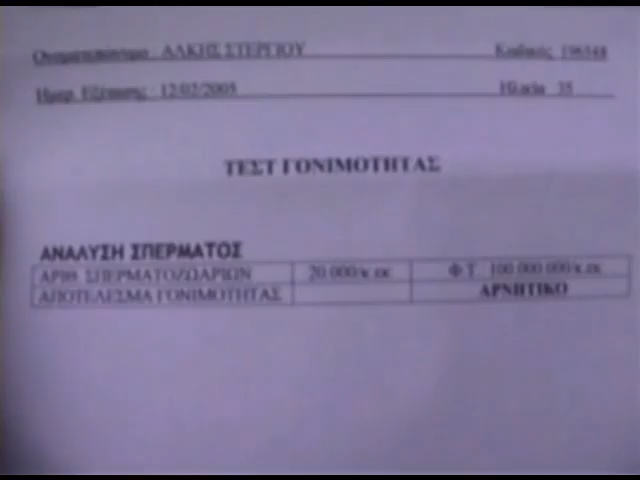 Ονοματεπώνυμο ΑΛΚΗΣ ΣΤΕΡΓΙΟΥ Κωδικός 196548
Ημερ. Εξέτασης 12/02/2005 Ηλικία 35
ΤΕΣΤ ΓΟΝΙΜΟΤΗΤΑΣ
ΑΝΑΛΥΣΗ ΣΠΕΡΜΑΤΟΣ
ΑΡΙΘ ΣΠΕΡΜΑΤΟΖΩΑΡΙΩΝ 20.000/κ.εκ Φ.Τ. 100.000.000/κ.εκ
ΑΠΟΤΕΛΕΣΜΑ ΓΟΝΙΜΟΤΗΤΑΣ ΑΡΝΗΤΙΚΟ